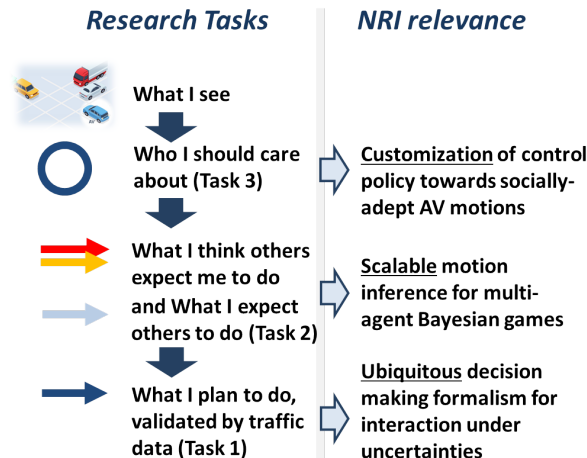 Research Tasks
NRI relevance
What I see
AV
Who I should care
about (Task 3)
Customization of control
policy towards socially-
adept AV motions
What I think others
expect me to do
and What I expect
others to do (Task 2)
Scalable motion
inference for multi-
agent Bayesian games
What I plan to do,
validated by traffic
data (Task 1)
Ubiquitous decision
making formalism for
interaction under
uncertainties